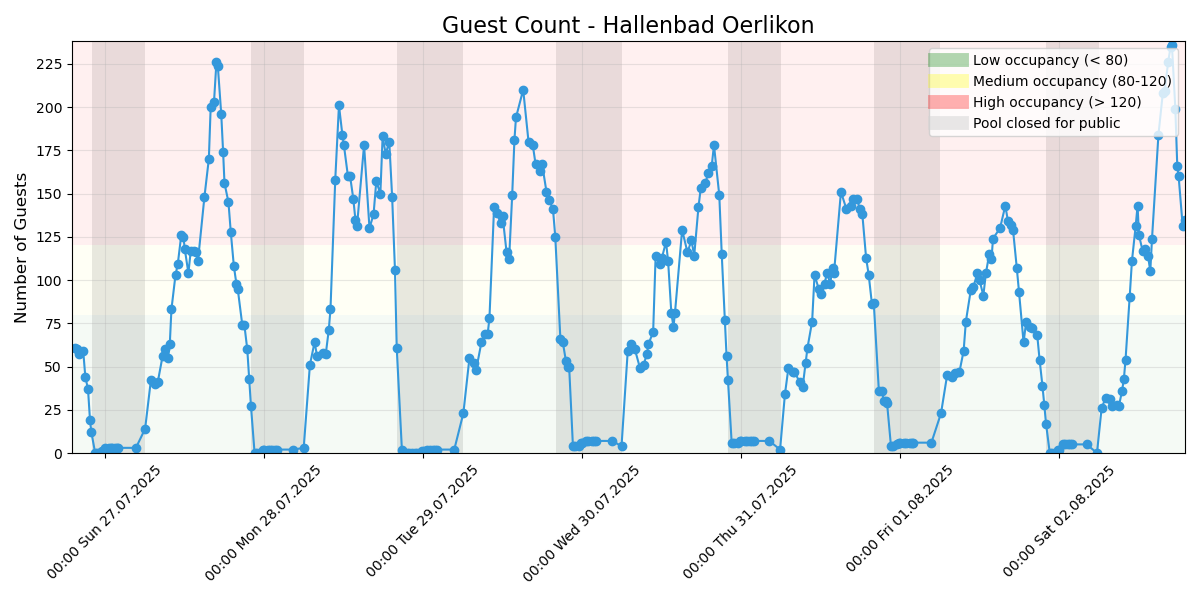 Guest Count - Hallenbad Oerlikon
Number of Guests
225
200
175
150
125
100
75
50
25
0
Low occupancy (< 80)
Medium occupancy (80-120)
High occupancy (> 120)
Pool closed for public
00:00 Sun 27.07.2025
00:00 Mon 28.07.2025
00:00 Tue 29.07.2025
00:00 Wed 30.07.2025
00:00 Thu 31.07.2025
00:00 Fri 01.08.2025
00:00 Sat 02.08.2025